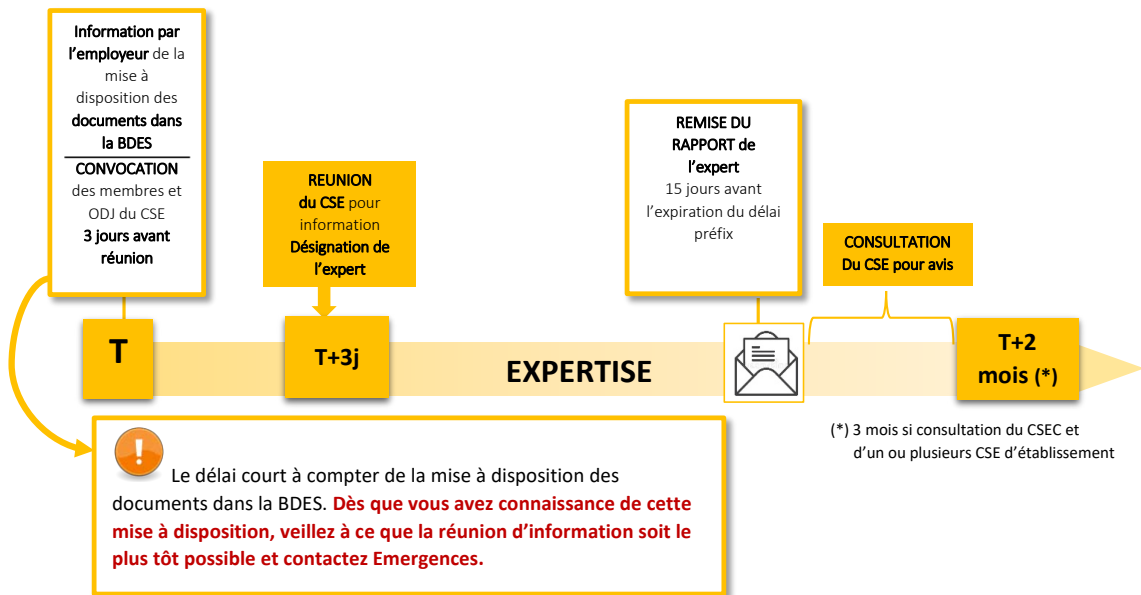 Information par
l'employeur de la
mise à
disposition des
documents dans
la BDES
CONVOCATION
des membres et
ODJ du CSE
3 jours avant
réunion
REUNION
du CSE pour
information
Désignation de
l'expert
REMISE DU
RAPPORT de
l'expert
15 jours avant
l'expiration du délai
préfix
CONSULTATION
Du CSE pour avis
T
T+3j
EXPERTISE
T+2
mois (*)
(*) 3 mois si consultation du CSEC et
d'un ou plusieurs CSE d'établissement
Le délai court à compter de la mise à disposition des
documents dans la BDES. Dès que vous avez connaissance de cette
mise à disposition, veillez à ce que la réunion d'information soit le
plus tôt possible et contactez Emergences.